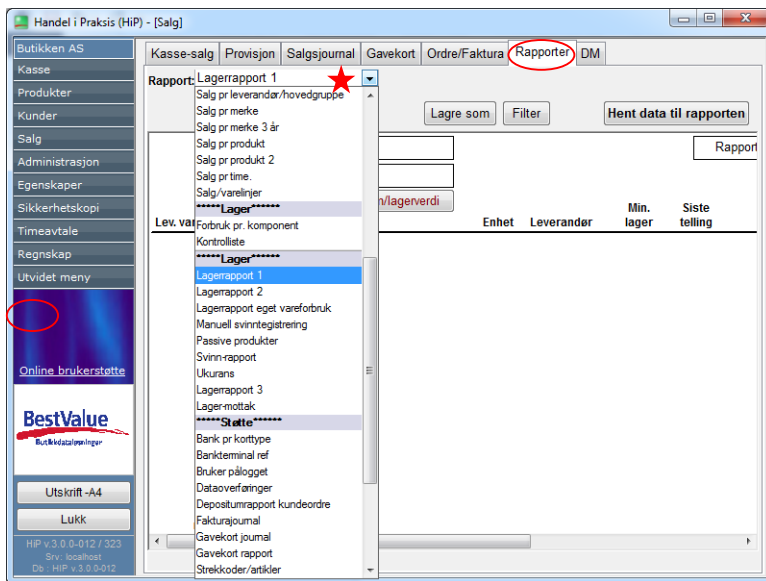 Handel i Praksis (HiP) - [Salg]
Butikken AS
Kasse
Produkter
Kunder
Salg
Administrasjon
Egenskaper
Sikkerhetskopi
Timeavtale
Regnskap
Utvidet meny
Online brukerstøtte
BestValue
Butikkdataløsninger
Utskrift -A4
Lukk
HiP v.3.0.0-012 / 323
Srv: localhost
Db : HIP v.3.0.0-012
Kasse-salg Provisjon Salgsjournal Gavekort Ordre/Faktura Rapporter DM
Rapport: Lagerrapport 1
Lagre som Filter Hent data til rapporten
Rapport
m/lagerverdi
Lev. var Enhet Leverandør Min. lager Siste telling
Salg pr leverandør/hovedgruppe
Salg pr merke
Salg pr merke 3 år
Salg pr produkt
Salg pr produkt 2
Salg pr time.
Salg/varelinjer
*****Lager******
Forbruk pr. komponent
Kontrolliste
*****Lager******
Lagerrapport 1
Lagerrapport 2
Lagerrapport eget vareforbruk
Manuell svinntegistrering
Passive produkter
Svinn-rapport
Ukurans
Lagerrapport 3
Lager-mottak
*****Støtte******
Bank pr korttype
Bankterminal ref
Bruker pålogget
Dataoverføringer
Depositumrapport kundeordre
Fakturajournal
Gavekort journal
Gavekort rapport
Strekkoder/artikler